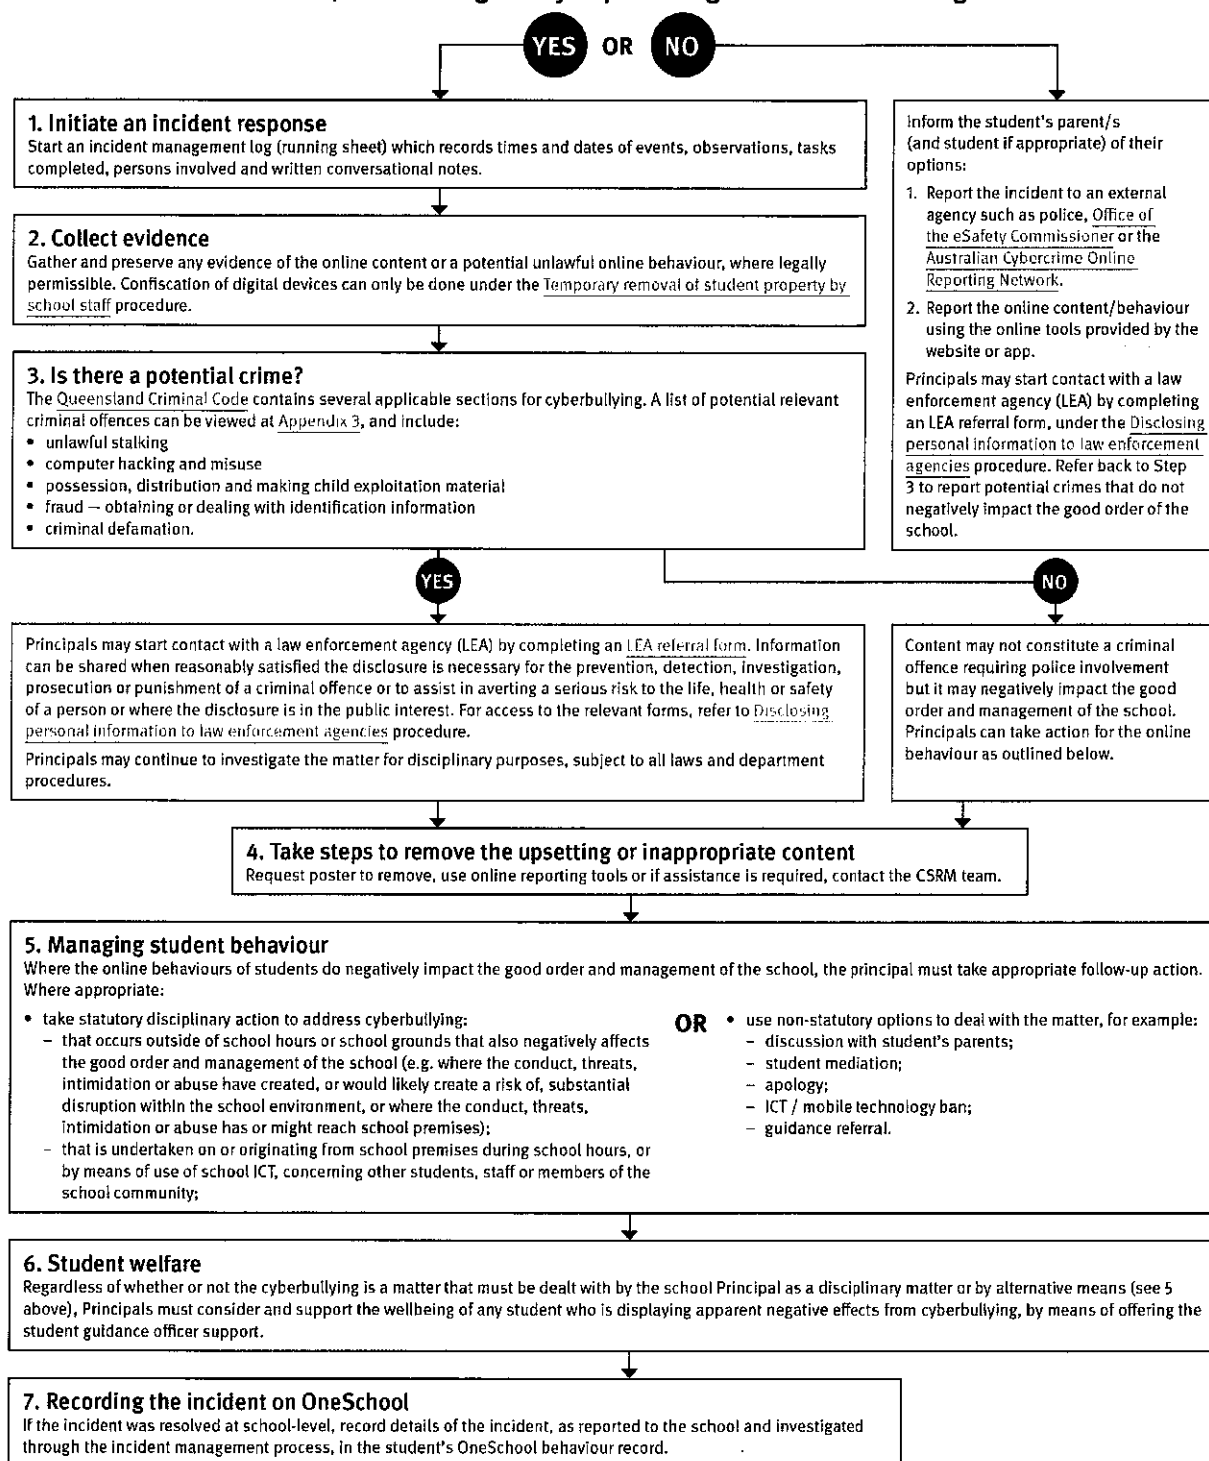 YES OR NO
1. Initiate an incident response
Start an incident management log (running sheet) which records times and dates of events, observations, tasks
completed, persons involved and written conversational notes.
2. Collect evidence
Gather and preserve any evidence of the online content or a potential unlawful online behaviour, where legally
permissible. Confiscation of digital devices can only be done under the Temporary removal of student property by
school staff procedure.
3. Is there a potential crime?
The Queensland Criminal Code contains several applicable sections for cyberbullying. A list of potential relevant
criminal offences can be viewed at Appendix 3, and include:
• unlawful stalking
• computer hacking and misuse
• possession, distribution and making child exploitation material
• fraud – obtaining or dealing with identification information
• criminal defamation.
Inform the student's parent/s
(and student if appropriate) of their
options:
1. Report the incident to an external
agency such as police, Office of
the eSafety Commissioner or the
Australian Cybercrime Online
Reporting Network.
2. Report the online content/behaviour
using the online tools provided by the
website or app.
Principals may start contact with a law
enforcement agency (LEA) by completing
an LEA referral form, under the Disclosing
personal information to law enforcement
agencies procedure. Refer back to Step
3 to report potential crimes that do not
negatively impact the good order of the
school.
YES
NO
Principals may start contact with a law enforcement agency (LEA) by completing an LEA referral form. Information
can be shared when reasonably satisfied the disclosure is necessary for the prevention, detection, investigation,
prosecution or punishment of a criminal offence or to assist in averting a serious risk to the life, health or safety
of a person or where the disclosure is in the public interest. For access to the relevant forms, refer to Disclosing
personal information to law enforcement agencies procedure.
Principals may continue to investigate the matter for disciplinary purposes, subject to all laws and department
procedures.
Content may not constitute a criminal
offence requiring police involvement
but it may negatively impact the good
order and management of the school.
Principals can take action for the online
behaviour as outlined below.
4. Take steps to remove the upsetting or inappropriate content
Request poster to remove, use online reporting tools or if assistance is required, contact the CSRM team.
5. Managing student behaviour
Where the online behaviours of students do negatively impact the good order and management of the school, the principal must take appropriate follow-up action.
Where appropriate:
• take statutory disciplinary action to address cyberbullying:
– that occurs outside of school hours or school grounds that also negatively affects
the good order and management of the school (e.g. where the conduct, threats,
intimidation or abuse have created, or would likely create a risk of, substantial
disruption within the school environment, or where the conduct, threats,
intimidation or abuse has or might reach school premises);
– that is undertaken on or originating from school premises during school hours, or
by means of use of school ICT, concerning other students, staff or members of the
school community;
OR
• use non-statutory options to deal with the matter, for example:
– discussion with student's parents;
– student mediation;
– apology;
– ICT / mobile technology ban;
– guidance referral.
6. Student welfare
Regardless of whether or not the cyberbullying is a matter that must be dealt with by the school Principal as a disciplinary matter or by alternative means (see 5
above), Principals must consider and support the wellbeing of any student who is displaying apparent negative effects from cyberbullying, by means of offering the
student guidance officer support.
7. Recording the incident on OneSchool
If the incident was resolved at school-level, record details of the incident, as reported to the school and investigated
through the incident management process, in the student's OneSchool behaviour record.